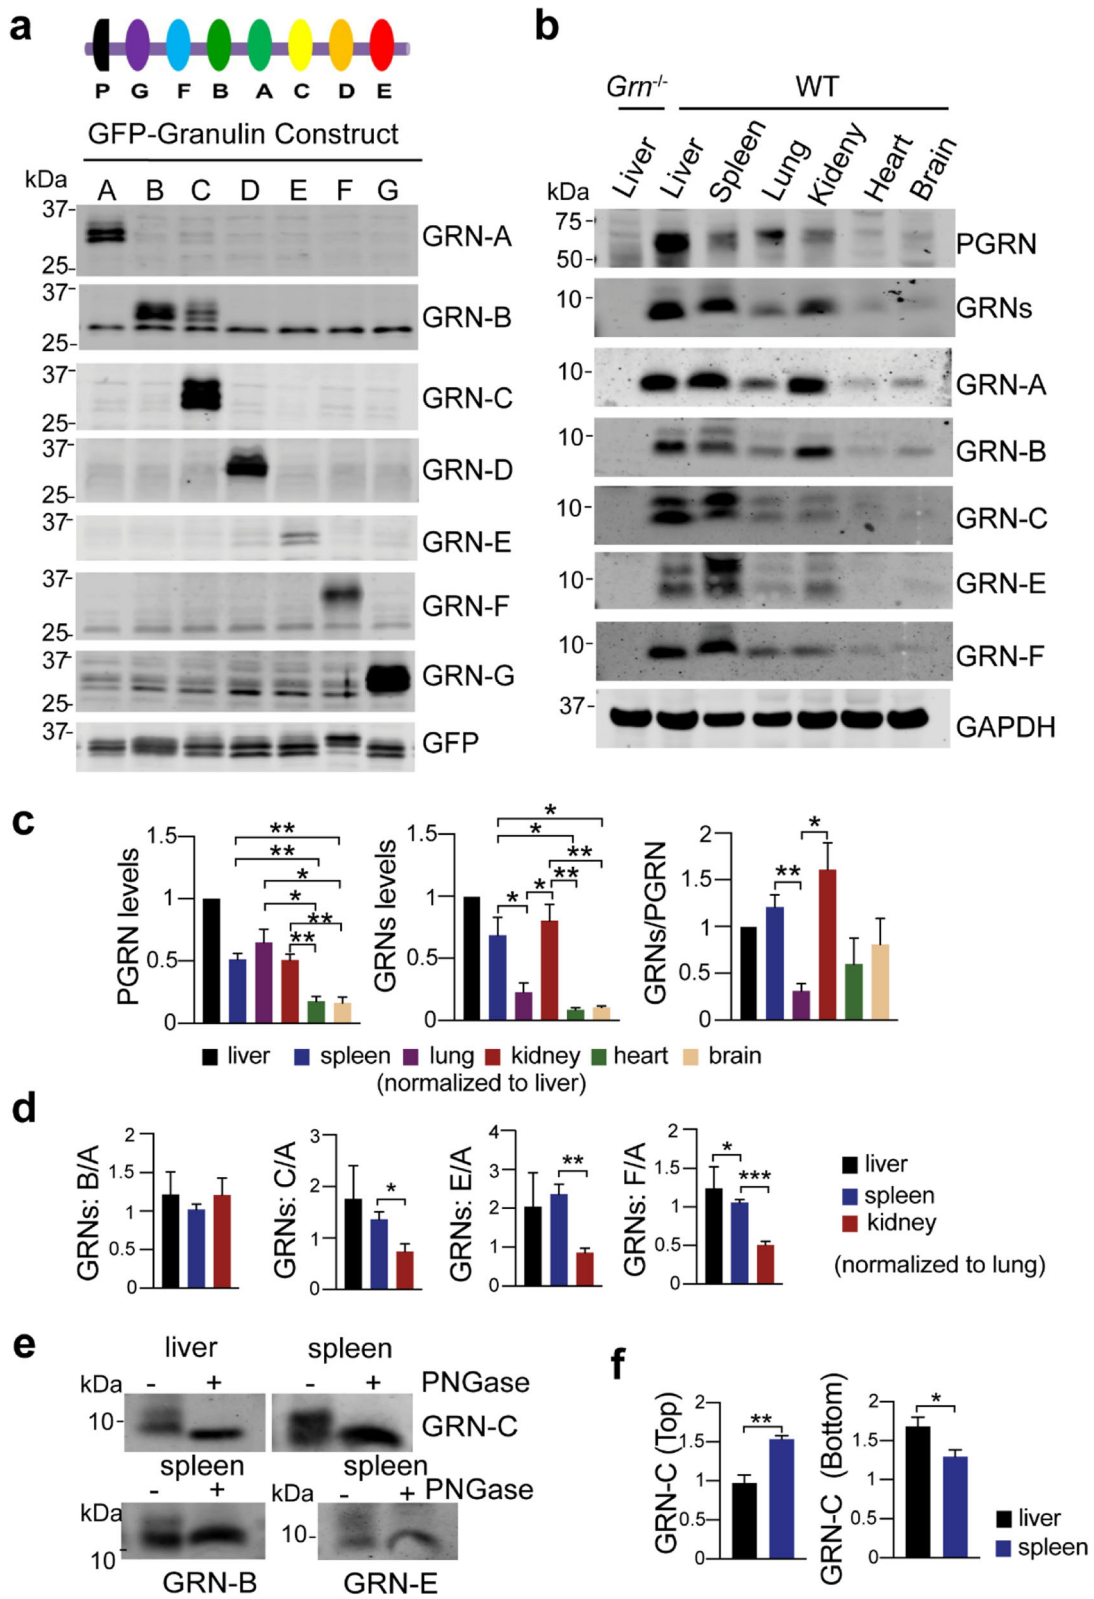 a
P G F B A C D E
GFP-Granulin Construct
kDa
A B C D E F G
37-
GRN-A
25-
37-
GRN-B
25-
37-
GRN-C
25-
37-
GRN-D
25-
37-
GRN-E
37-
GRN-F
25-
37-
GRN-G
25-
37-
GFP
b
Grn-/- WT
Liver Liver Spleen Lung Kideny Heart Brain
kDa
75-
PGRN
50-
10-
GRNs
10-
GRN-A
10-
GRN-B
10-
GRN-C
10-
GRN-E
10-
GRN-F
37-
GAPDH
c
PGRN levels
1.5
1
0.5
0
**
**
*
*
**
**
GRNs levels
1.5
1
0.5
0
*
*
**
* * **
GRNs/PGRN
2
1.5
1
0.5
0
*
**
liver spleen lung kidney heart brain
(normalized to liver)
d
GRNs: B/A
2
1.5
1
0.5
0
GRNs: C/A
3
2
1
0
*
GRNs: E/A
4
3
2
1
0
**
GRNs: F/A
2
1.5
1
0.5
0
*
***
liver
spleen
kidney
(normalized to lung)
e
liver spleen
kDa - + - + PNGase
10-
GRN-C
spleen spleen
- + kDa - + PNGase
kDa
10-
10-
GRN-B GRN-E
f
GRN-C (Top)
2
1.5
1
0.5
0
**
GRN-C (Bottom)
2
1.5
1
0.5
0
*
liver
spleen